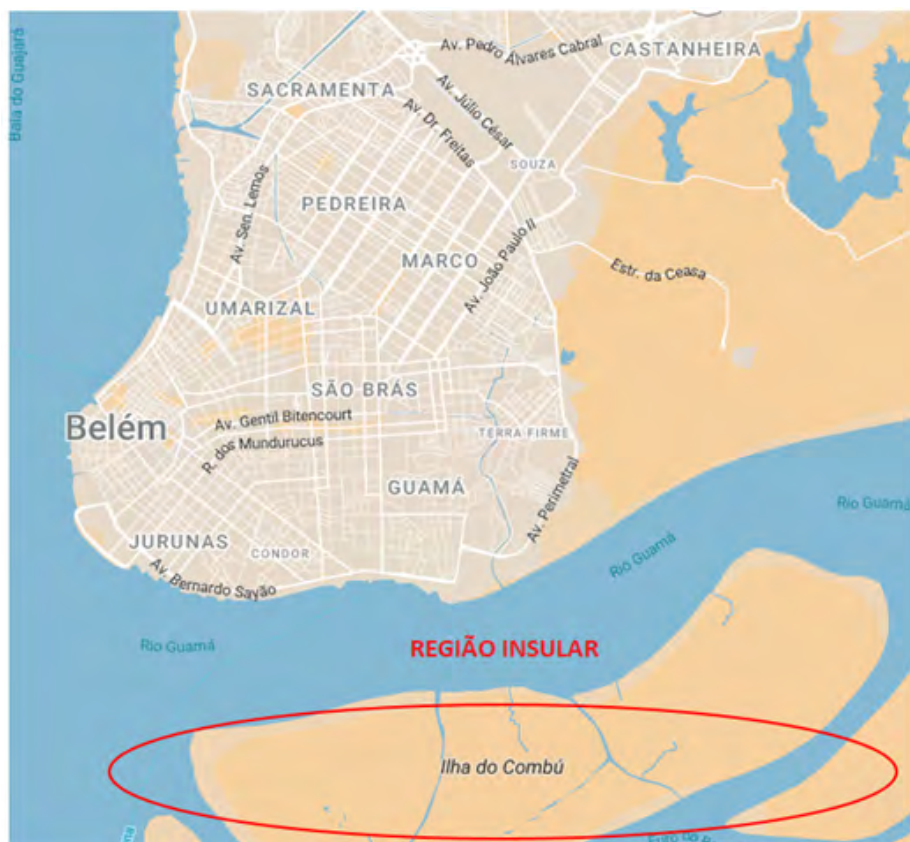 Baía do Guajará
Av. Pedro Álvares Cabral
CASTANHEIRA
SACRAMENTA
Av. Júlio César
Av. Dr. Freitas
SOUZA
Av. Sen. Lemos
PEDREIRA
MARCO
Av. João Paulo II
Estr. da Ceasa
UMARIZAL
SÃO BRÁS
Belém
Av. Gentil Bitencourt
R. dos Mundurucus
TERRA FIRME
GUAMÁ
Av. Perimetral
Rio Guamá
JURUNAS
CONDOR
Rio Guamá
Av. Bernardo Sayão
Rio Guamá
REGIÃO INSULAR
Ilha do Combú